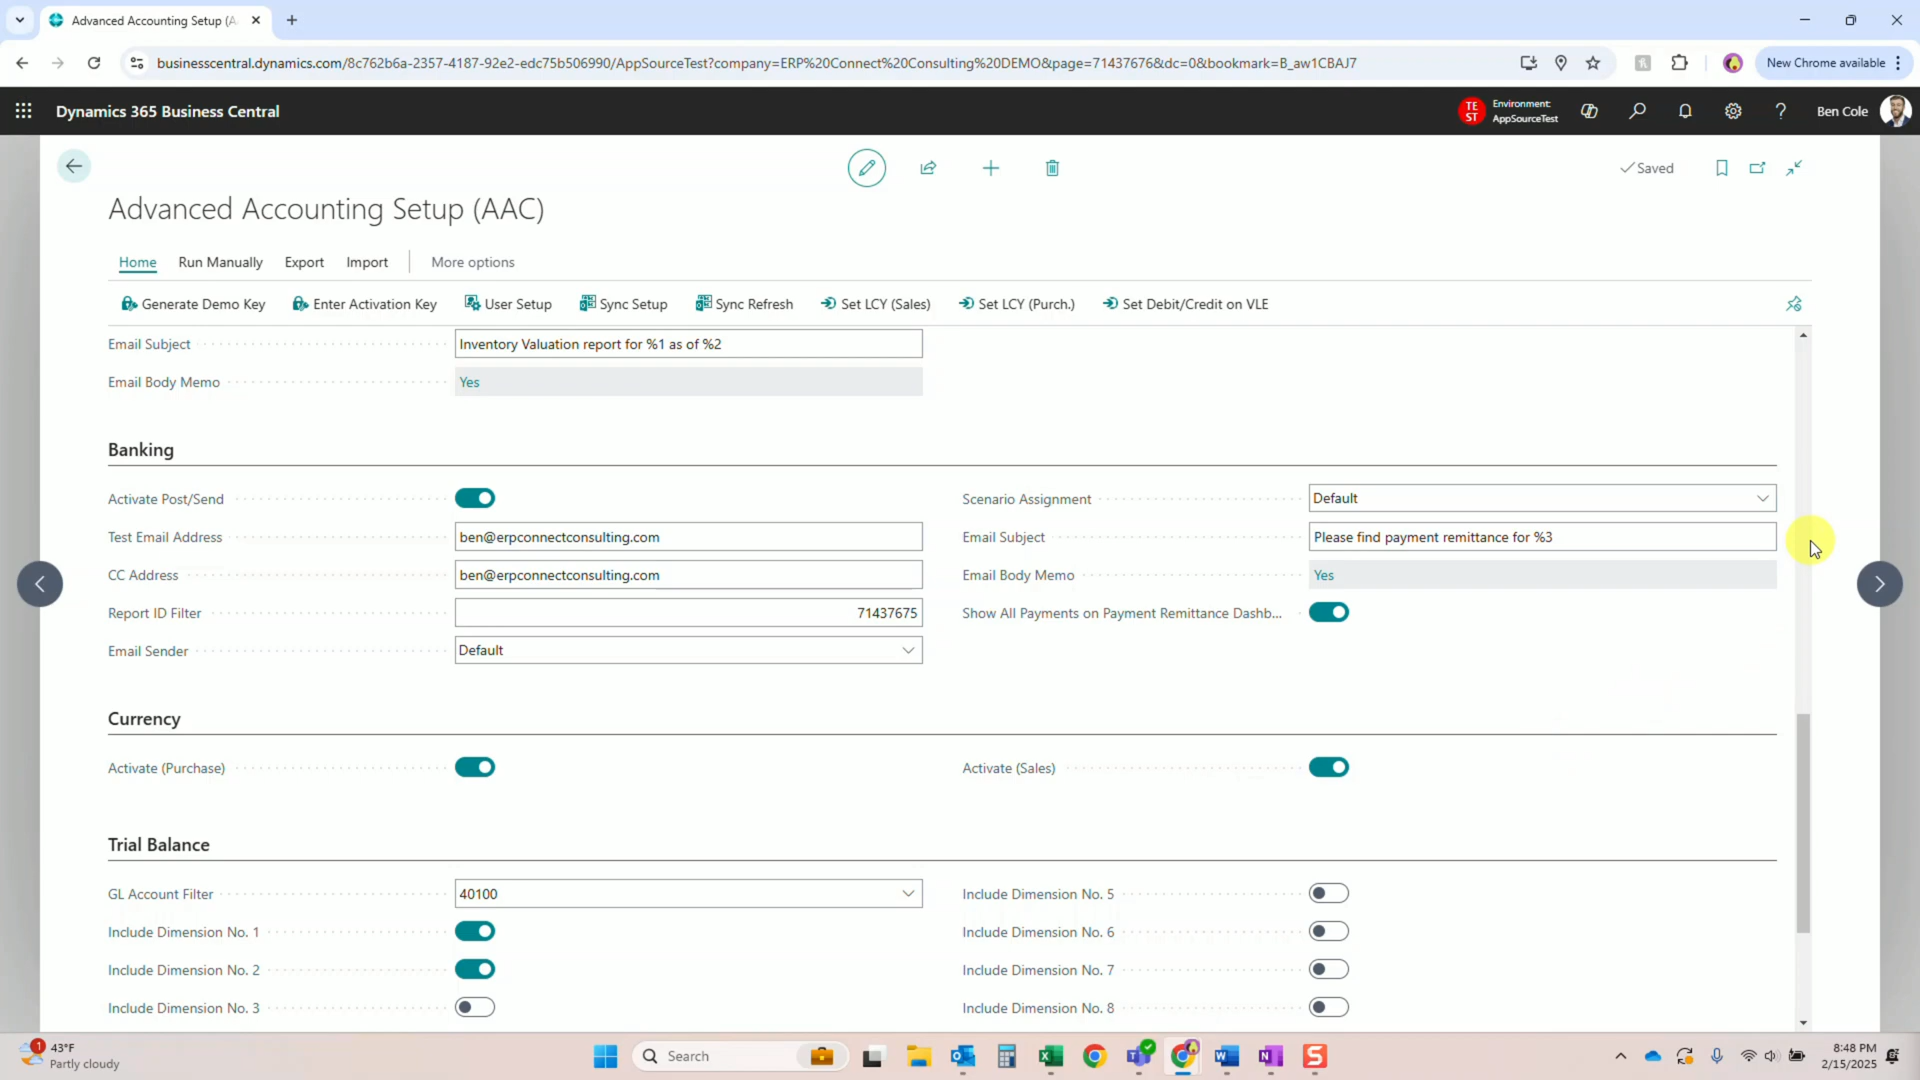 Advanced Accounting Setup (A
businesscentral.dynamics.com/8c762b6a-2357-4187-92e2-edc75b506990/AppSourceTest?company=ERP%20Connect%20Consulting%20DEMO&page=71437676&dc=0&bookmark=B_aw1CBAJ7
New Chrome available
Dynamics 365 Business Central
TE
ST
Environment:
AppSourceTest
Ben Cole
Saved
Advanced Accounting Setup (AAC)
Home Run Manually Export Import More options
Generate Demo Key Enter Activation Key User Setup Sync Setup Sync Refresh Set LCY (Sales) Set LCY (Purch.) Set Debit/Credit on VLE
Email Subject Inventory Valuation report for %1 as of %2
Email Body Memo Yes
Banking
Activate Post/Send Scenario Assignment Default
Test Email Address ben@erpconnectconsulting.com Email Subject Please find payment remittance for %3
CC Address ben@erpconnectconsulting.com Email Body Memo Yes
Report ID Filter 71437675 Show All Payments on Payment Remittance Dashb...
Email Sender Default
Currency
Activate (Purchase) Activate (Sales)
Trial Balance
GL Account Filter 40100 Include Dimension No. 5
Include Dimension No. 1 Include Dimension No. 6
Include Dimension No. 2 Include Dimension No. 7
Include Dimension No. 3 Include Dimension No. 8
1
43°F
Partly cloudy
Search
8:48 PM
2/15/2025